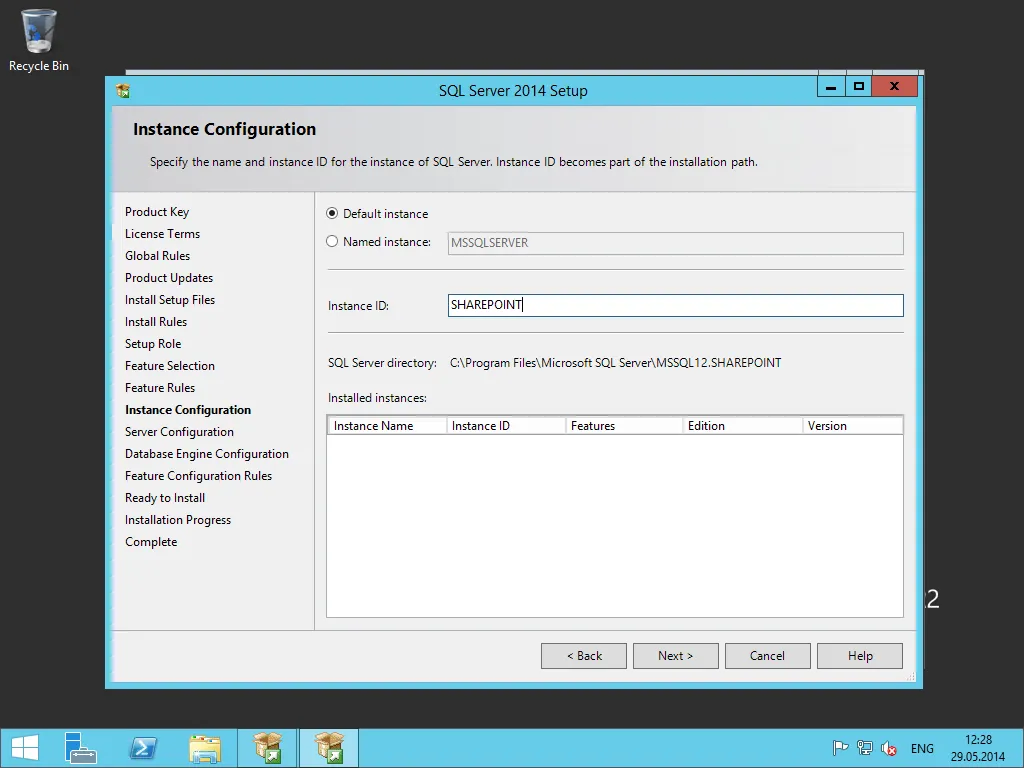 Recycle Bin
SQL Server 2014 Setup
Instance Configuration
Specify the name and instance ID for the instance of SQL Server. Instance ID becomes part of the installation path.
Product Key
License Terms
Global Rules
Product Updates
Install Setup Files
Install Rules
Setup Role
Feature Selection
Feature Rules
Instance Configuration
Server Configuration
Database Engine Configuration
Feature Configuration Rules
Ready to Install
Installation Progress
Complete
Default instance
Named instance: MSSQLSERVER
Instance ID: SHAREPOINT
SQL Server directory: C:\Program Files\Microsoft SQL Server\MSSQL12.SHAREPOINT
Installed instances:
Instance Name Instance ID Features Edition Version
< Back Next > Cancel Help
ENG
12:28
29.05.2014